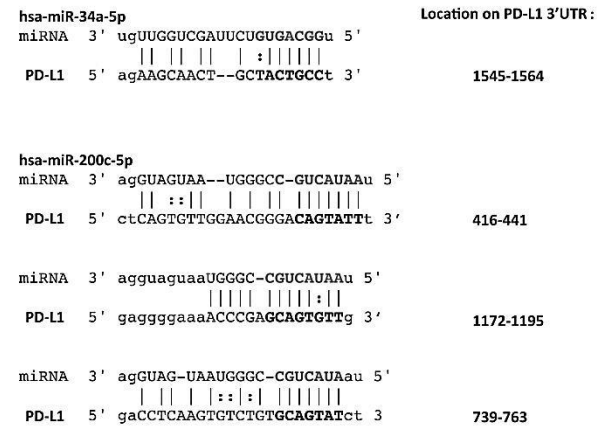 hsa-miR-34a-5p Location on PD-L1 3'UTR :
miRNA 3' ugUUGGUCGAUUCUGUGACGGu 5'
|| || || | :||||||
PD-L1 5' agAAGCAACT--GCTACTGCCt 3' 1545-1564
hsa-miR-200c-5p
miRNA 3' agGUAGUAA--UGGGCC-GUCAUAAu 5'
|| ::|| | | || |||||||
PD-L1 5' ctCAGTGTTGGAACGGGACAGTATTt 3' 416-441
miRNA 3' agguaguaaUGGGC-CGUCAUAAu 5'
||||| |||||:||
PD-L1 5' gaggggaaaACCCGAGCAGTGTTg 3' 1172-1195
miRNA 3' agGUAG-UAAUGGGCC-CGUCAUAau 5'
|| | |||::|:| |||||||
PD-L1 5' gaCCTCAAGTGTCTGTGCAGTATct 3 739-763